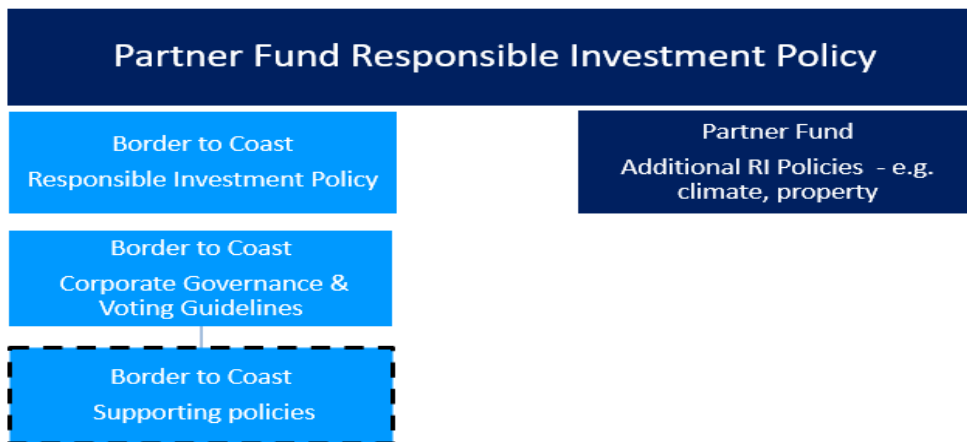 Partner Fund Responsible Investment Policy
Border to Coast
Responsible Investment Policy
Partner Fund
Additional RI Policies - e.g.
climate, property
Border to Coast
Corporate Governance &
Voting Guidelines
Border to Coast
Supporting policies